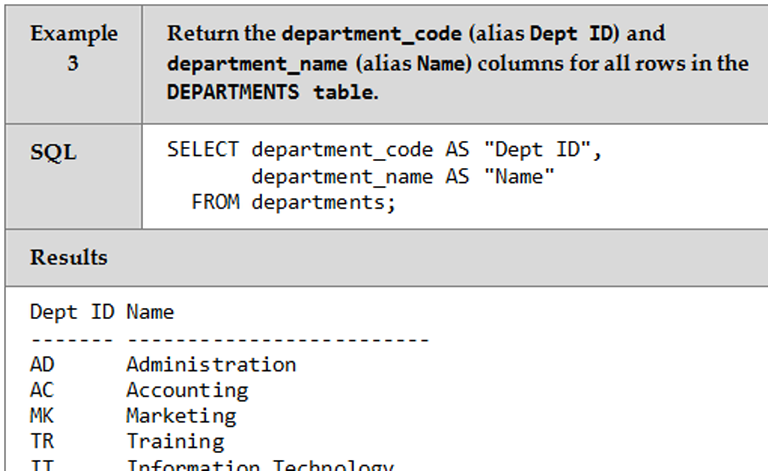 Example
3
Return the department_code (alias Dept ID) and
department_name (alias Name) columns for all rows in the
DEPARTMENTS table.
SQL
SELECT department_code AS "Dept ID",
department_name AS "Name"
FROM departments;
Results
Dept ID Name
------- -------------------------
AD Administration
AC Accounting
MK Marketing
TR Training
IT Information Technology